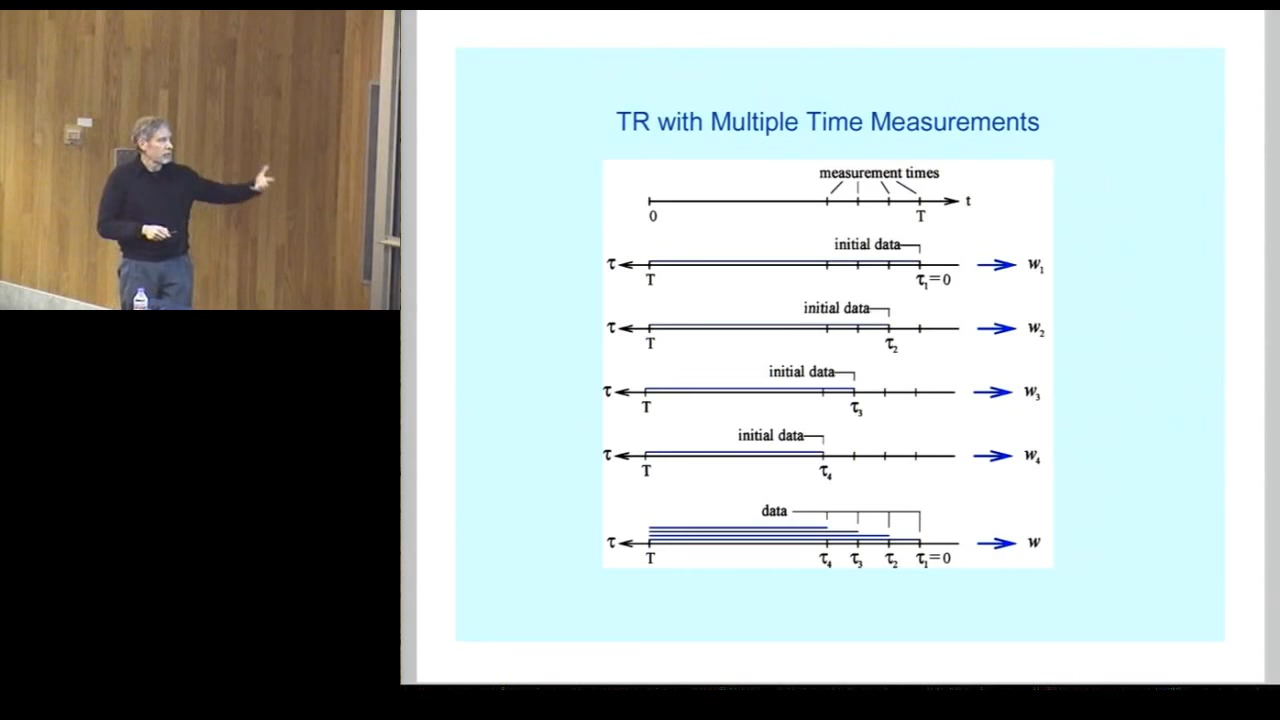 TR with Multiple Time Measurements
measurement times
t
0 T
initial data
τ w₁
T τ₁=0
initial data
τ w₂
T τ₂
initial data
τ w₃
T τ₃
initial data
τ w₄
T τ₄
data
τ w
T τ₄ τ₃ τ₂ τ₁=0